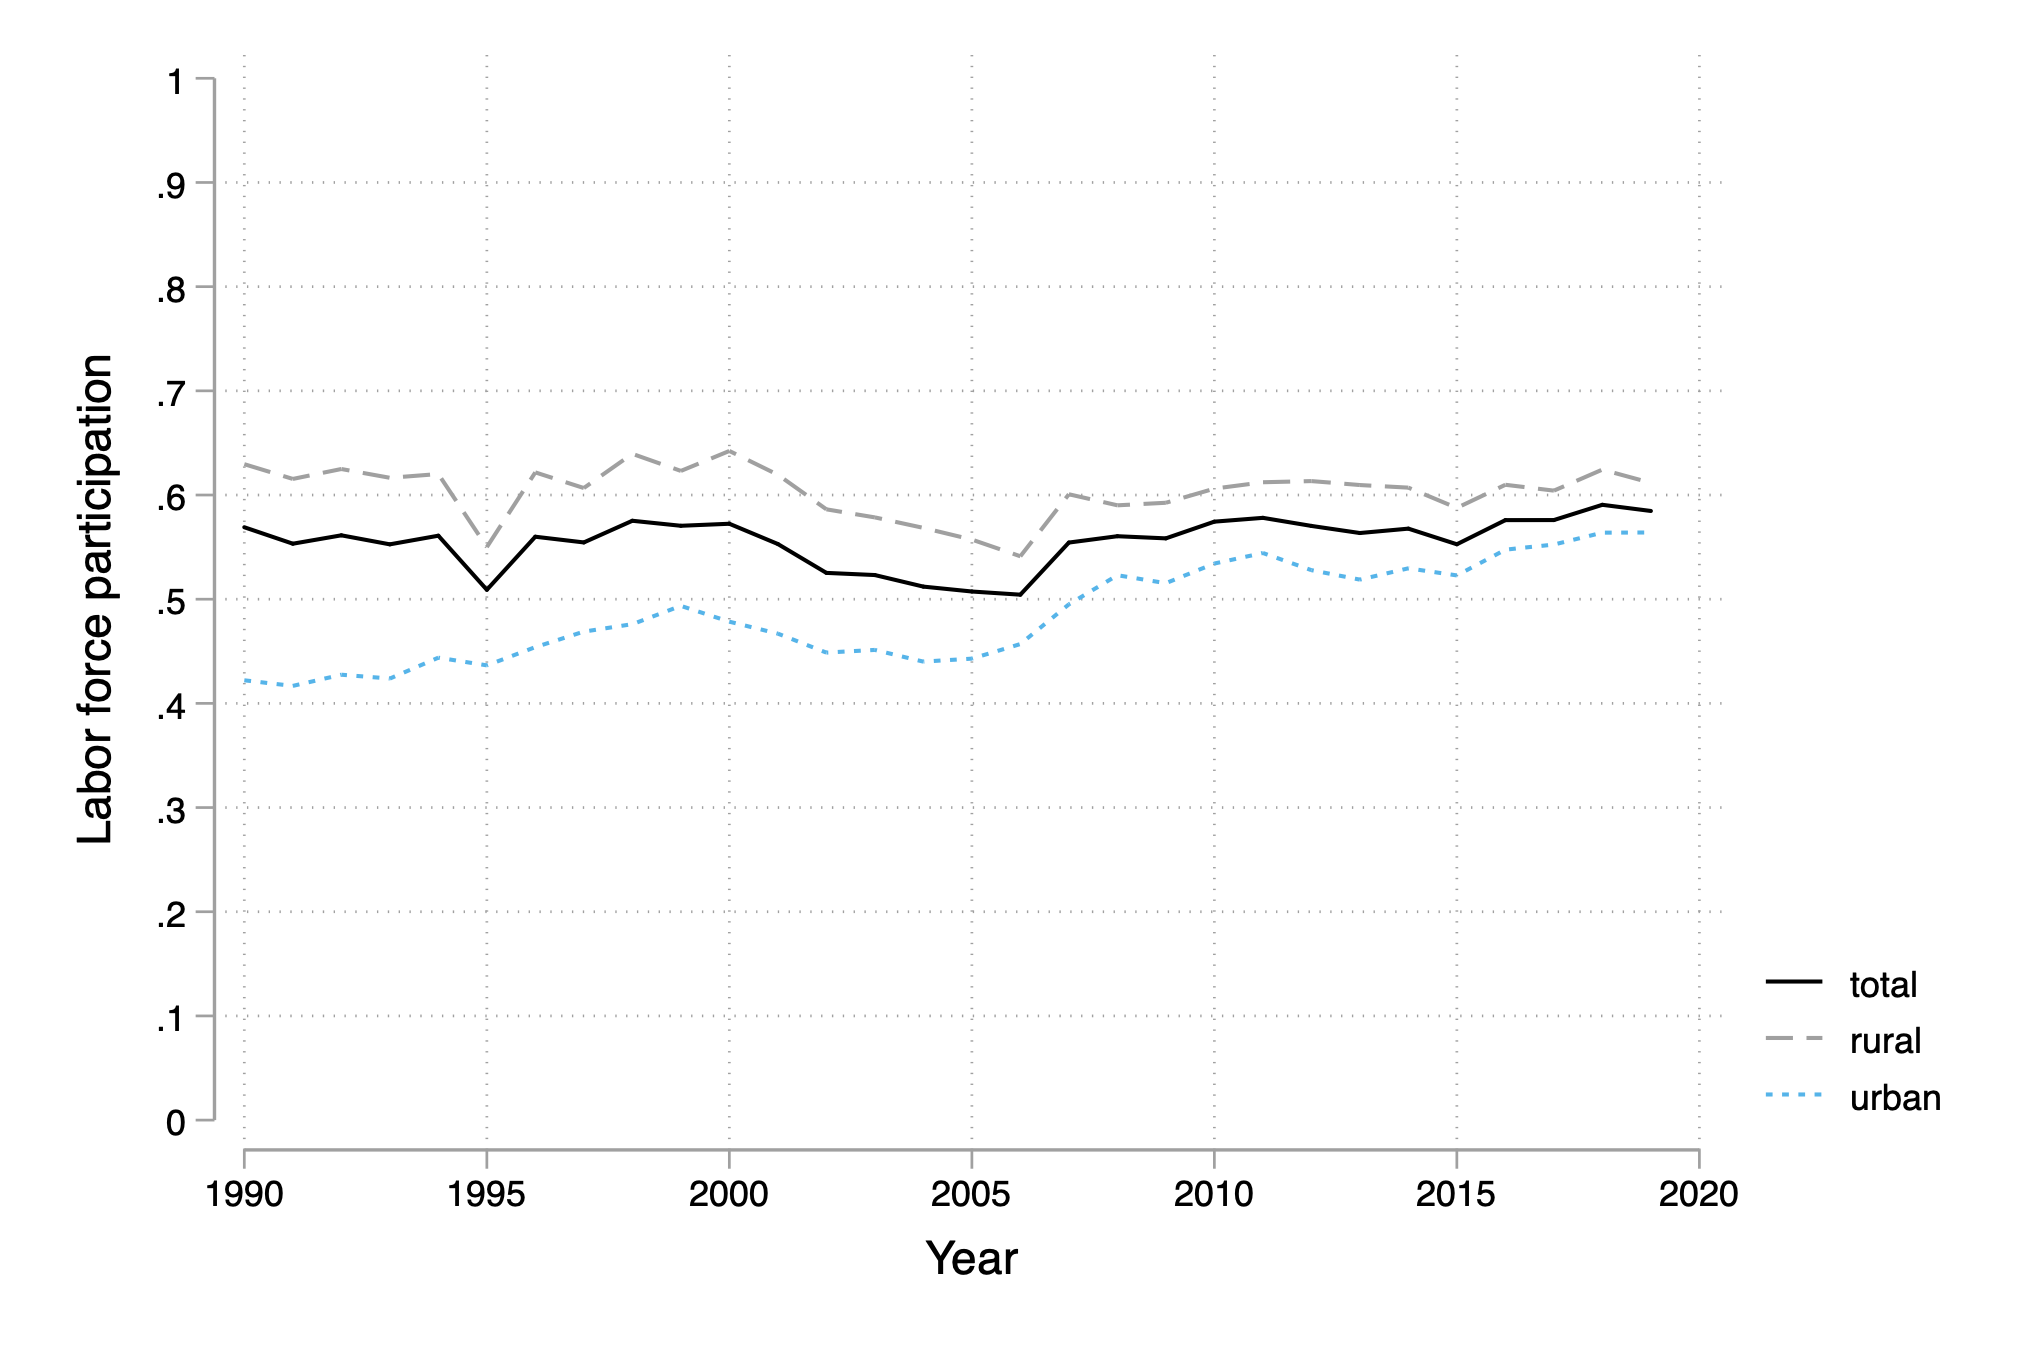 1
.9
.8
.7
.6
.5
.4
.3
.2
.1
0
Labor force participation
1990 1995 2000 2005 2010 2015 2020
Year
total
rural
urban